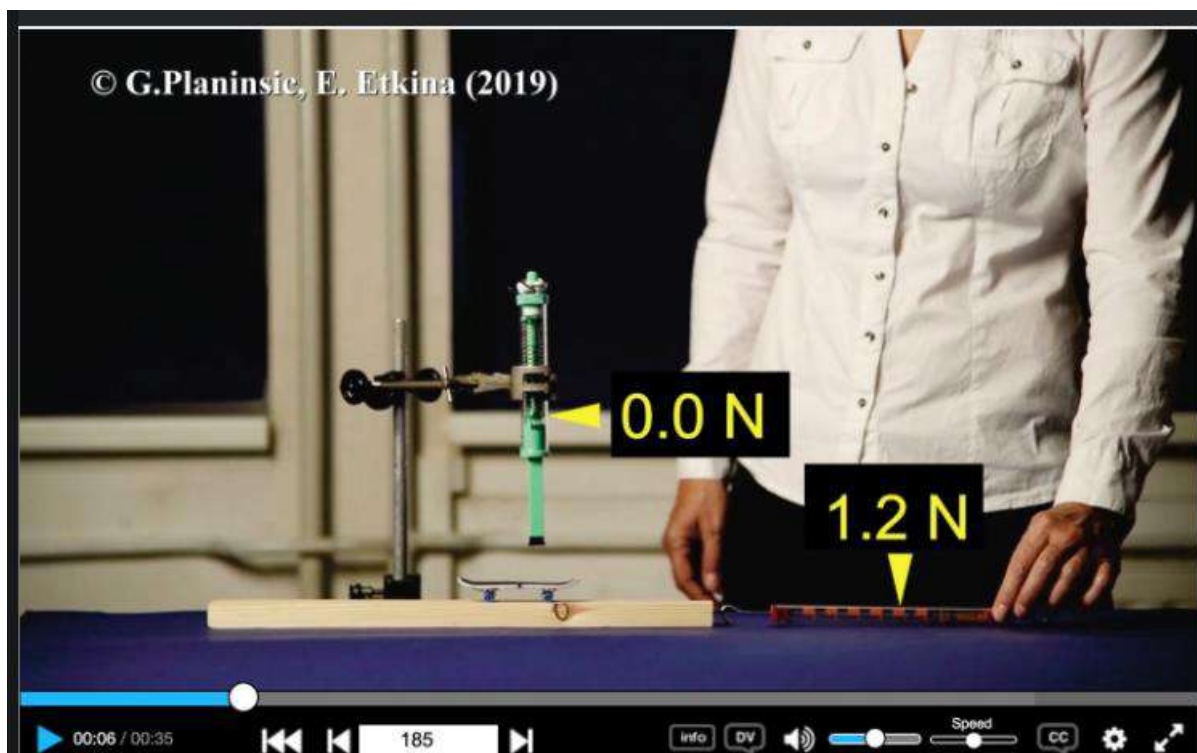 © G.Planinsic, E. Etkina (2019)
0.0 N
1.2 N
00:06 / 00:35
185
info
DV
Speed
CC